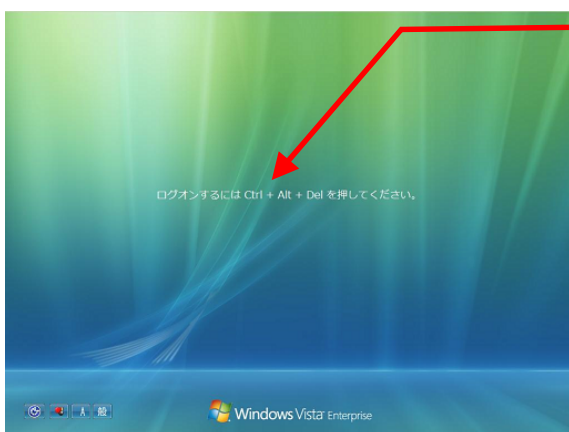 ログオンするには Ctrl + Alt + Del を押してください。
A 般
Windows Vista Enterprise